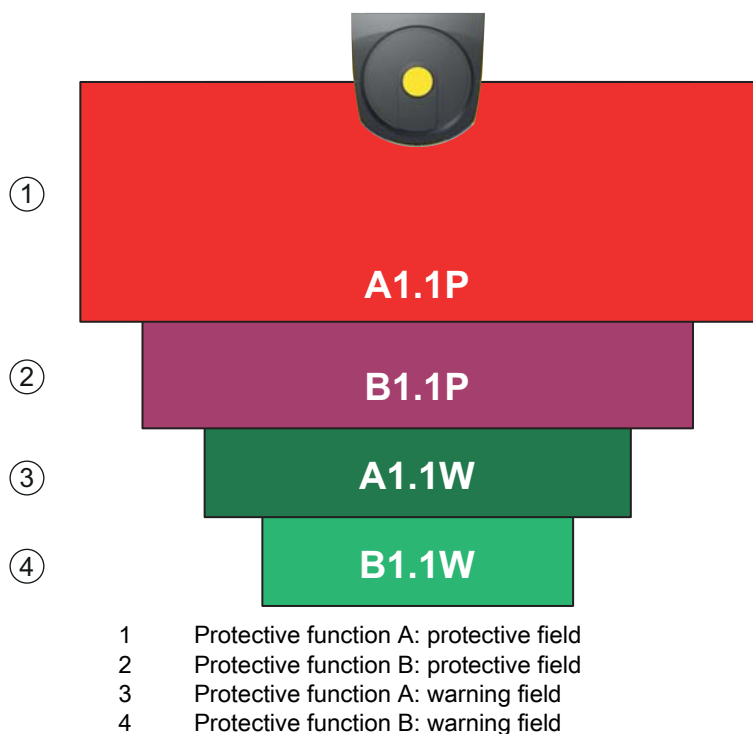 1
A1.1P
2
B1.1P
3
A1.1W
4
B1.1W
1 Protective function A: protective field
2 Protective function B: protective field
3 Protective function A: warning field
4 Protective function B: warning field